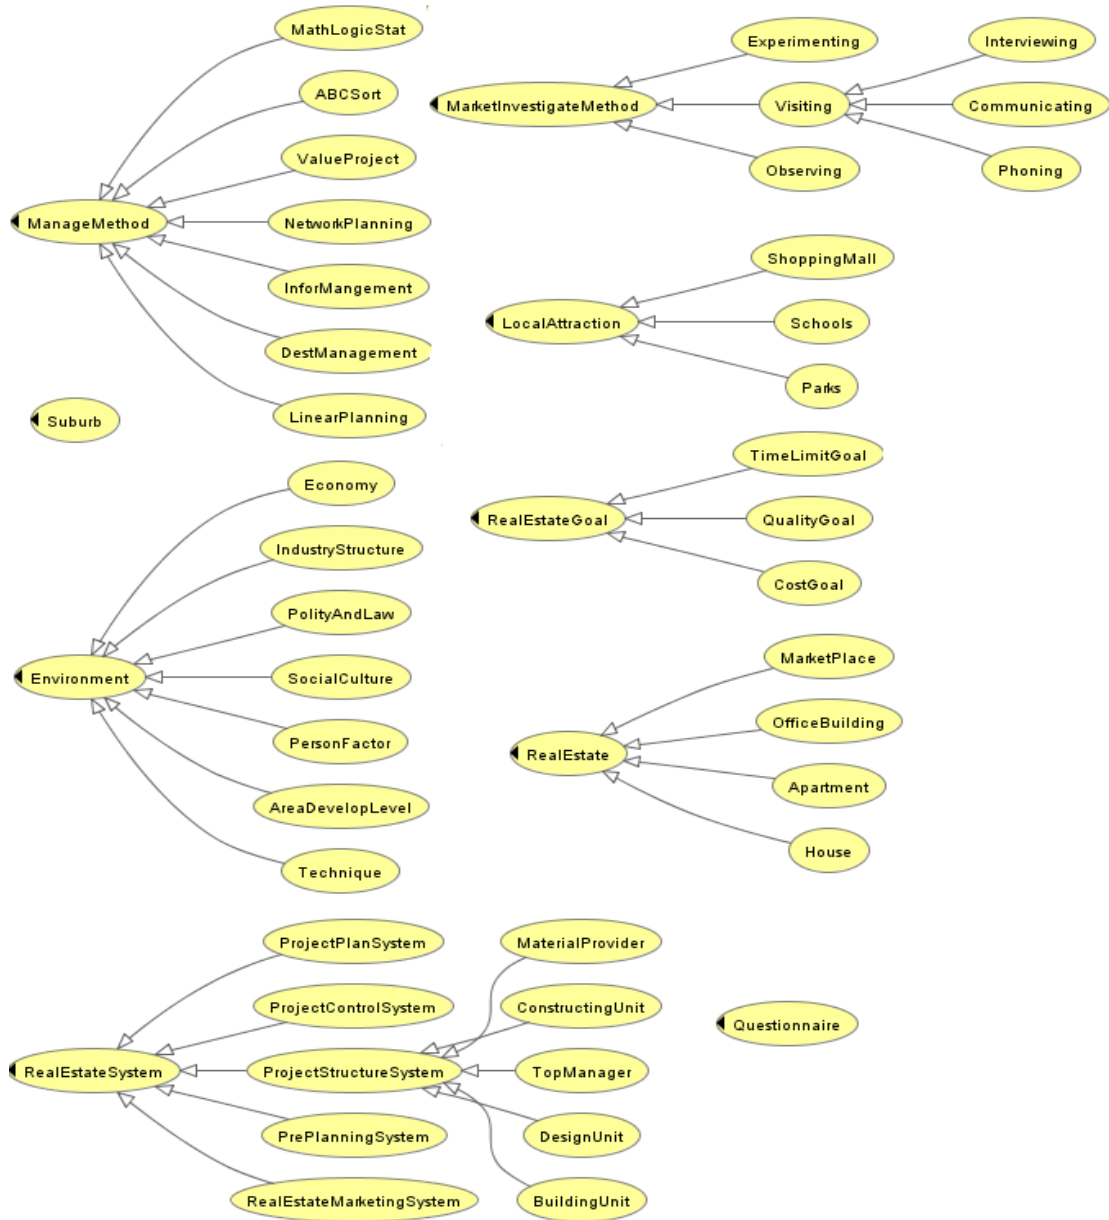 MathLogicStat
ABCSort
ValueProject
ManageMethod
NetworkPlanning
InforMangement
DestManagement
LinearPlanning
Suburb
Experimenting
Interviewing
MarketInvestigateMethod
Visiting
Communicating
Observing
Phoning
ShoppingMall
LocalAttraction
Schools
Parks
TimeLimitGoal
RealEstateGoal
QualityGoal
CostGoal
Economy
IndustryStructure
PolityAndLaw
Environment
SocialCulture
PersonFactor
AreaDevelopLevel
Technique
MarketPlace
OfficeBuilding
RealEstate
Apartment
House
ProjectPlanSystem
MaterialProvider
ProjectControlSystem
ConstructingUnit
Questionnaire
RealEstateSystem
ProjectStructureSystem
TopManager
PrePlanningSystem
DesignUnit
RealEstateMarketingSystem
BuildingUnit